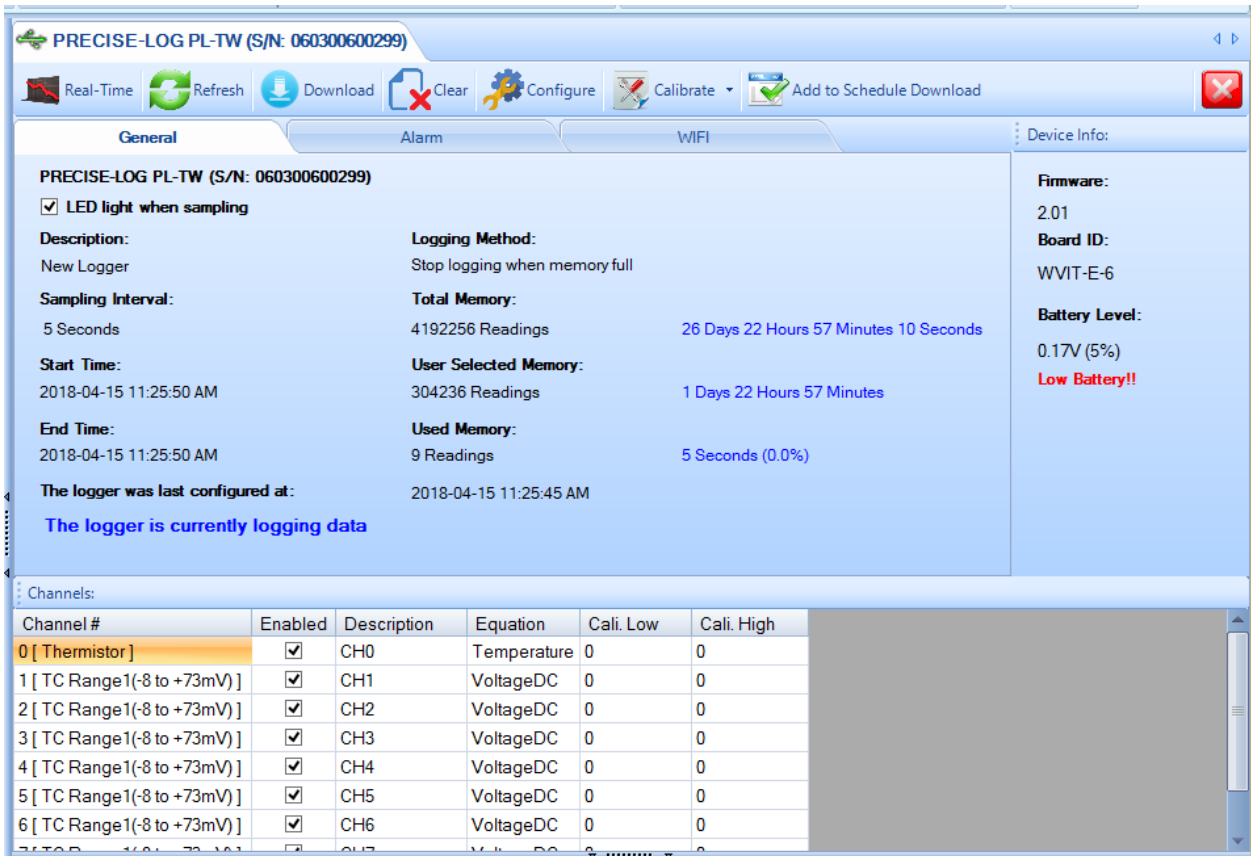 PRECISE-LOG PL-TW (S/N: 060300600299)
Real-Time Refresh Download Clear Configure Calibrate Add to Schedule Download
General Alarm WIFI Device Info:
PRECISE-LOG PL-TW (S/N: 060300600299)
LED light when sampling
Description: Logging Method:
New Logger Stop logging when memory full
Sampling Interval: Total Memory:
5 Seconds 4192256 Readings 26 Days 22 Hours 57 Minutes 10 Seconds
Start Time: User Selected Memory:
2018-04-15 11:25:50 AM 304236 Readings 1 Days 22 Hours 57 Minutes
End Time: Used Memory:
2018-04-15 11:25:50 AM 9 Readings 5 Seconds (0.0%)
The logger was last configured at: 2018-04-15 11:25:45 AM
The logger is currently logging data
Firmware:
2.01
Board ID:
WVIT-E-6
Battery Level:
0.17V (5%)
Low Battery!!
Channels:
Channel # Enabled Description Equation Cali. Low Cali. High
0 [ Thermistor ] CH0 Temperature 0 0
1 [ TC Range1(-8 to +73mV) ] CH1 VoltageDC 0 0
2 [ TC Range1(-8 to +73mV) ] CH2 VoltageDC 0 0
3 [ TC Range1(-8 to +73mV) ] CH3 VoltageDC 0 0
4 [ TC Range1(-8 to +73mV) ] CH4 VoltageDC 0 0
5 [ TC Range1(-8 to +73mV) ] CH5 VoltageDC 0 0
6 [ TC Range1(-8 to +73mV) ] CH6 VoltageDC 0 0